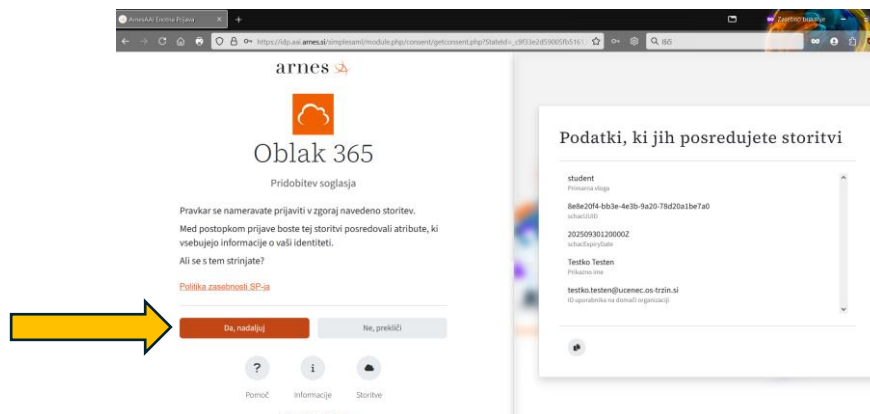 ArnesAAI Enotna Prijava
https://idp.aai.arnes.si/simplesaml/module.php/consent/getconsent.php?StateId=
365
Zasebno brskanje
arnes
Oblak 365
Pridobitev soglasja
Pravkar se nameravate prijaviti v zgoraj navedeno storitev.
Med postopkom prijave boste tej storitvi posredovali atribute, ki
vsebujejo informacije o vaši identiteti.
Ali se s tem strinjate?
Politika zasebnosti SP-ja
Da, nadaljuj
Ne, prekliči
?
i
Pomoč
Informacije
Storitve
Podatki, ki jih posredujete storitvi
student
Primarna vloga
8e8e20f4-bb3e-4e3b-9a20-78d20a1be7a0
schacUUID
20250930120000Z
schacExpiryDate
Testko Testen
Prikazno ime
testko.testen@ucenec.os-trzin.si
ID uporabnika na domači organizaciji